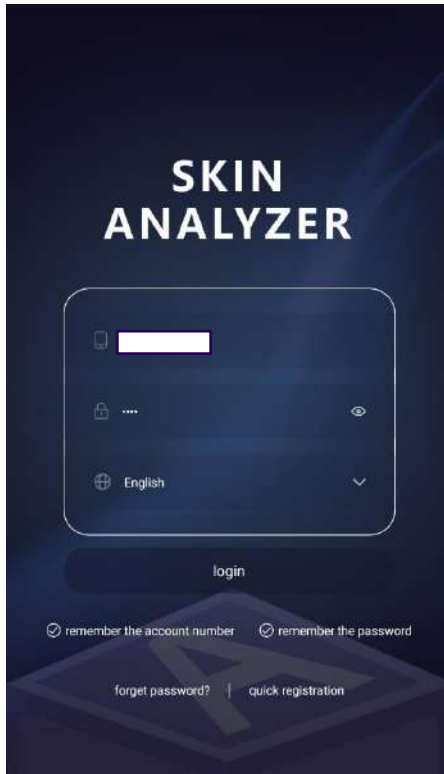 SKIN
ANALYZER
••••
English
login
remember the account number remember the password
forget password? | quick registration